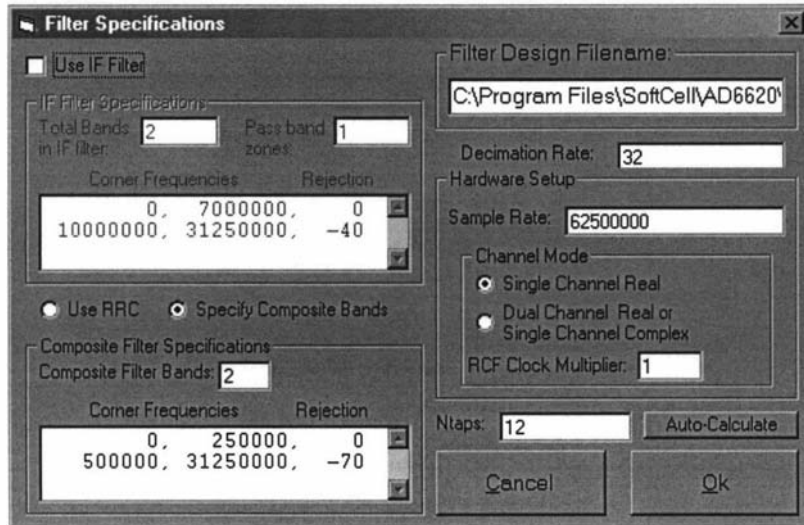 Filter Specifications
Use IF Filter
IF Filter Specifications
Total Bands in IF filter: 2
Pass band zones: 1
Corner Frequencies Rejection
0, 7000000, 0
10000000, 31250000, -40
Use RRC Specify Composite Bands
Composite Filter Specifications
Composite Filter Bands: 2
Corner Frequencies Rejection
0, 250000, 0
500000, 31250000, -70
Filter Design Filename:
C:\Program Files\SoftCell\AD6620\
Decimation Rate: 32
Hardware Setup
Sample Rate: 62500000
Channel Mode
Single Channel Real
Dual Channel Real or
Single Channel Complex
RCF Clock Multiplier: 1
Ntaps: 12
Auto-Calculate
Cancel
Ok